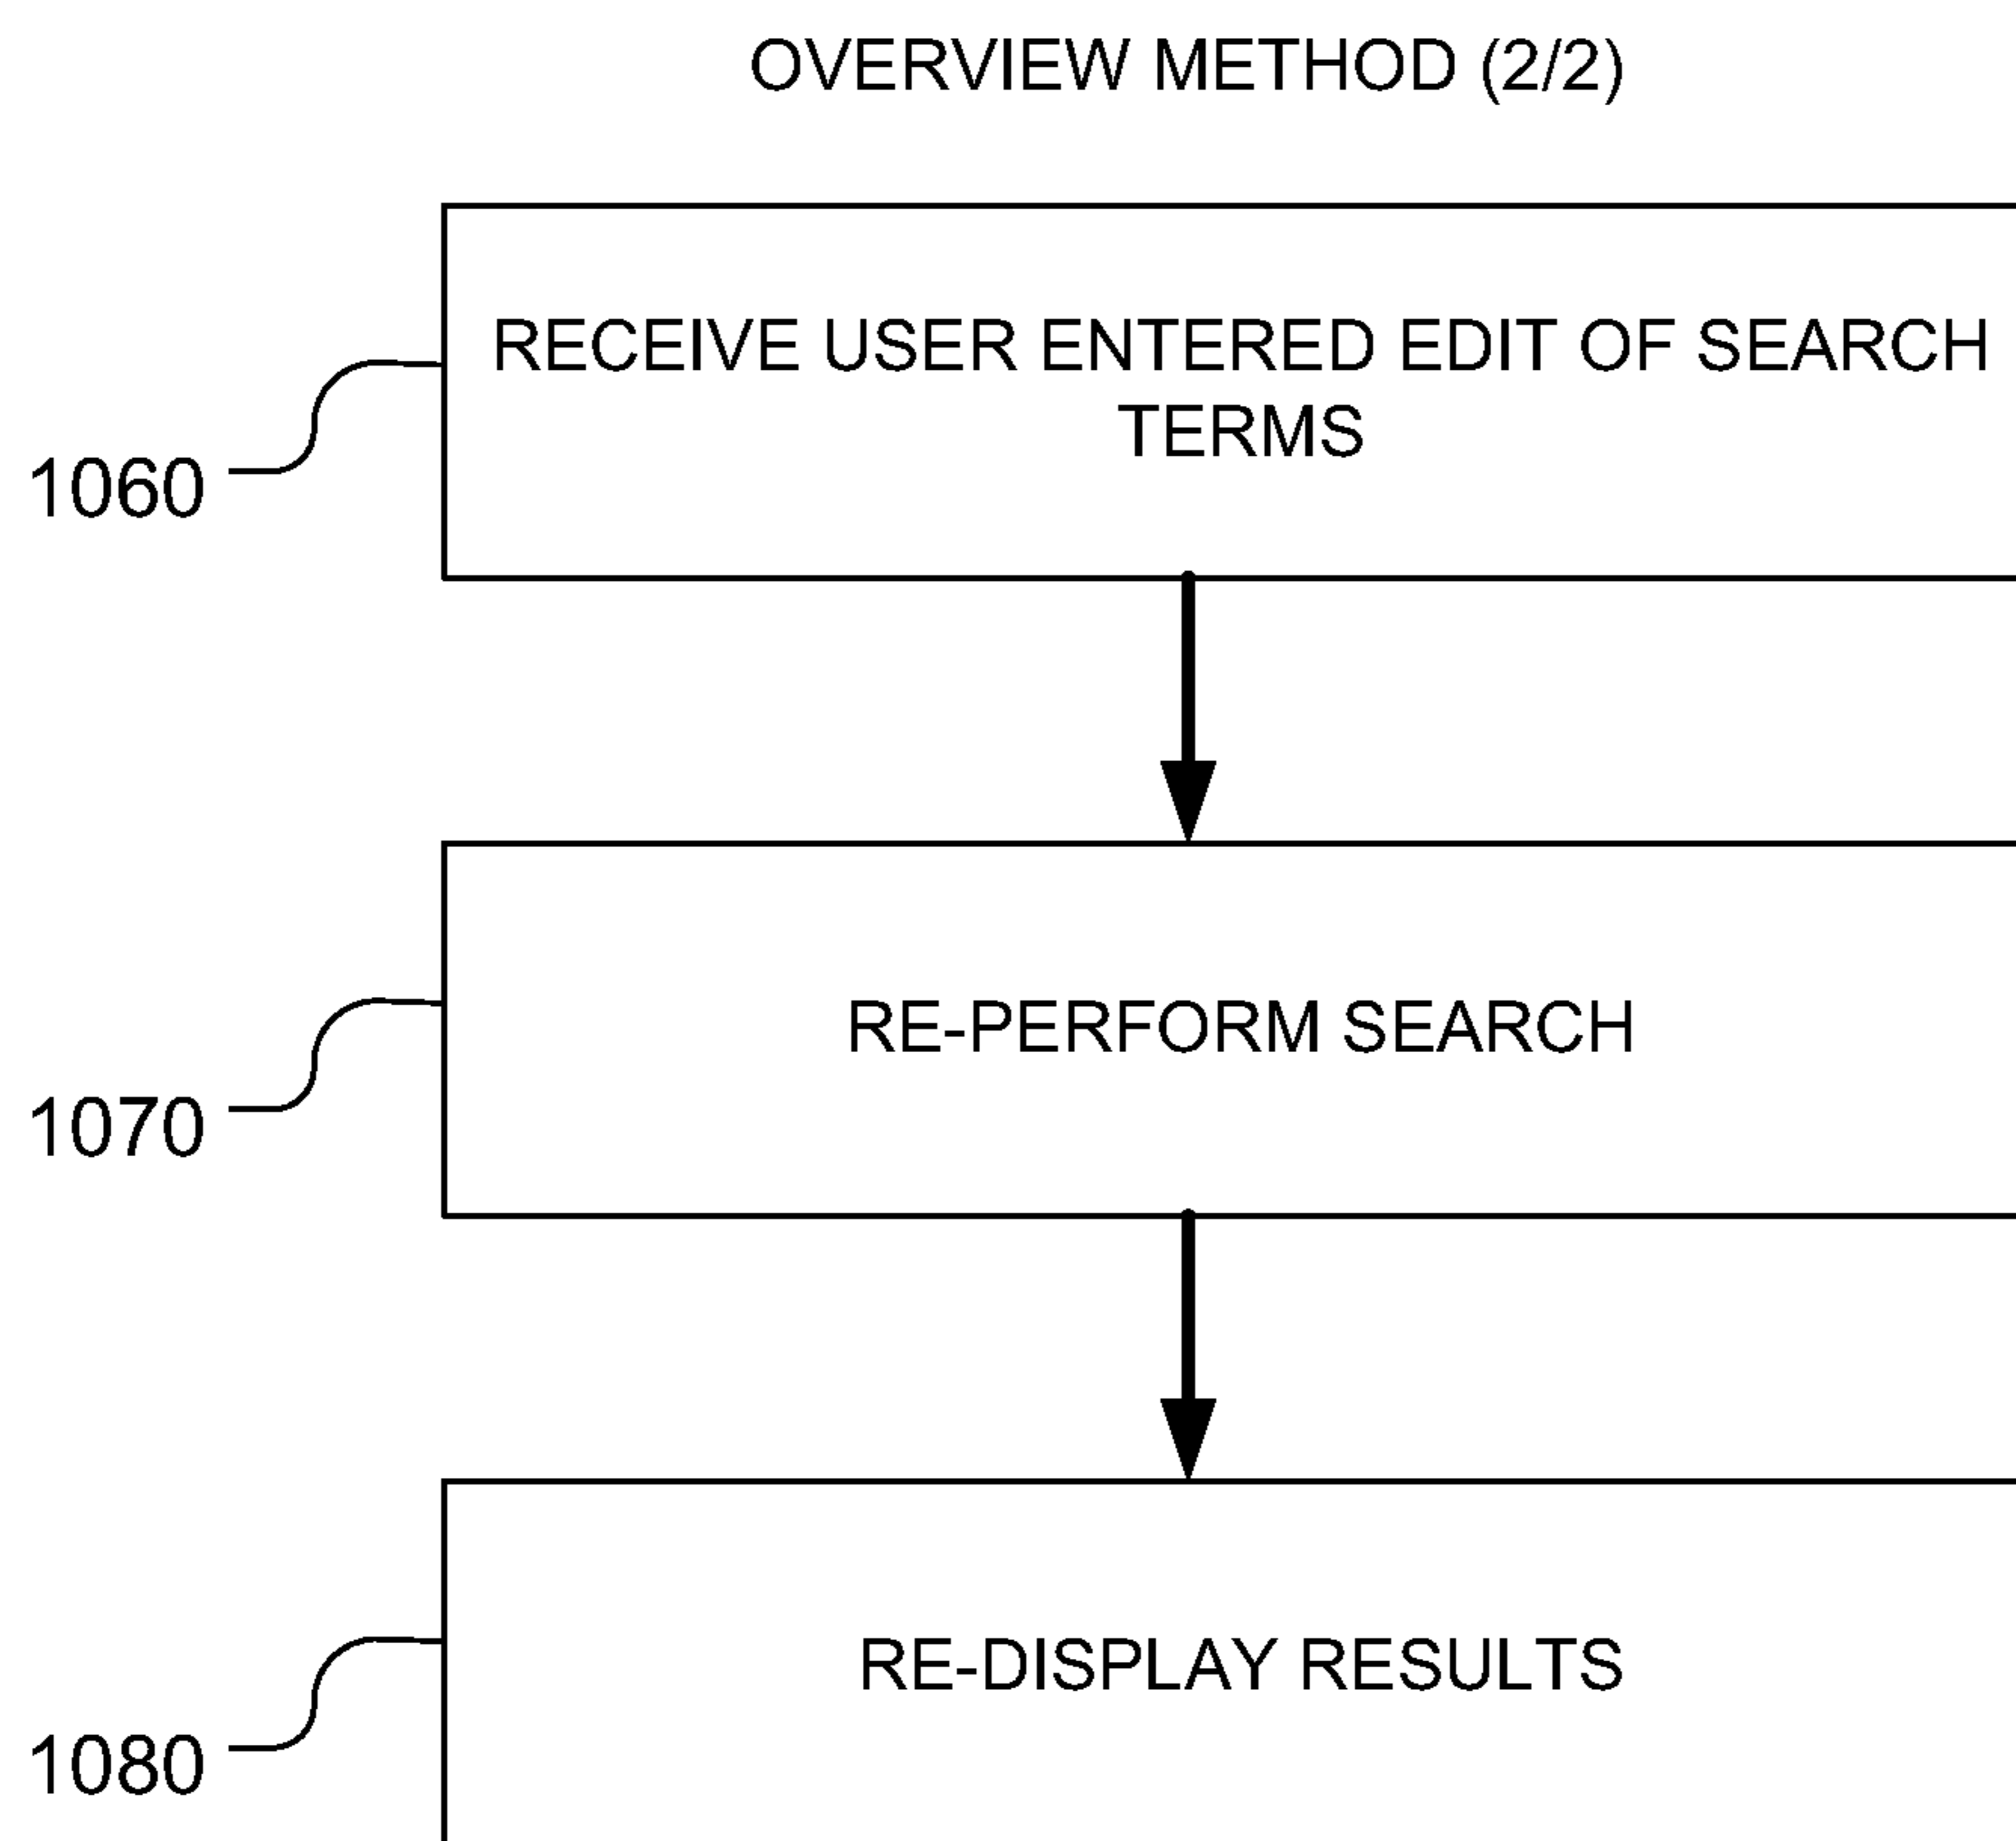 OVERVIEW METHOD (2/2)
RECEIVE USER ENTERED EDIT OF SEARCH
TERMS
1060
RE-PERFORM SEARCH
1070
RE-DISPLAY RESULTS
1080